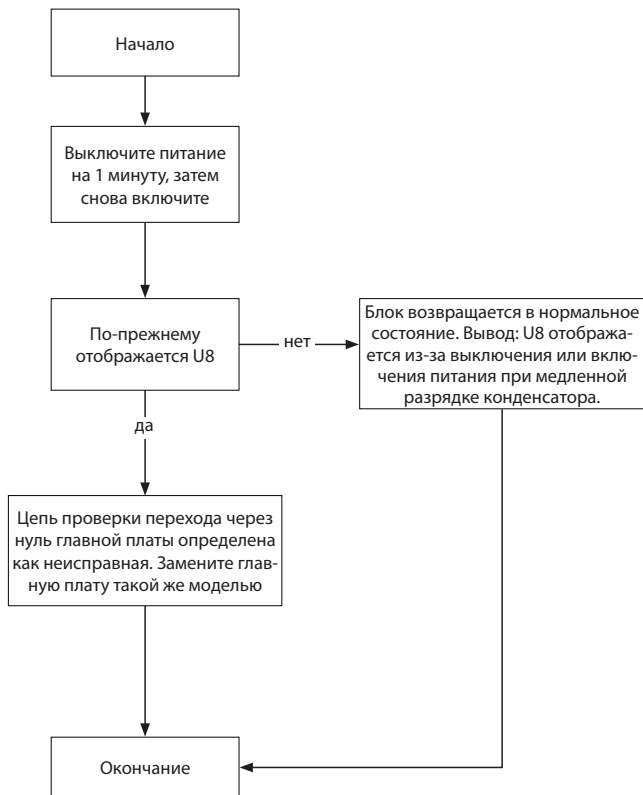 Начало
Выключите питание
на 1 минуту, затем
снова включите
По-прежнему
отображается U8
нет
Блок возвращается в нормальное
состояние. Вывод: U8 отобража-
ется из-за выключения или вклю-
чения питания при медленной
разрядке конденсатора.
да
Цепь проверки перехода через
нуль главной платы определена
как неисправная. Замените глав-
ную плату такой же моделью
Окончание